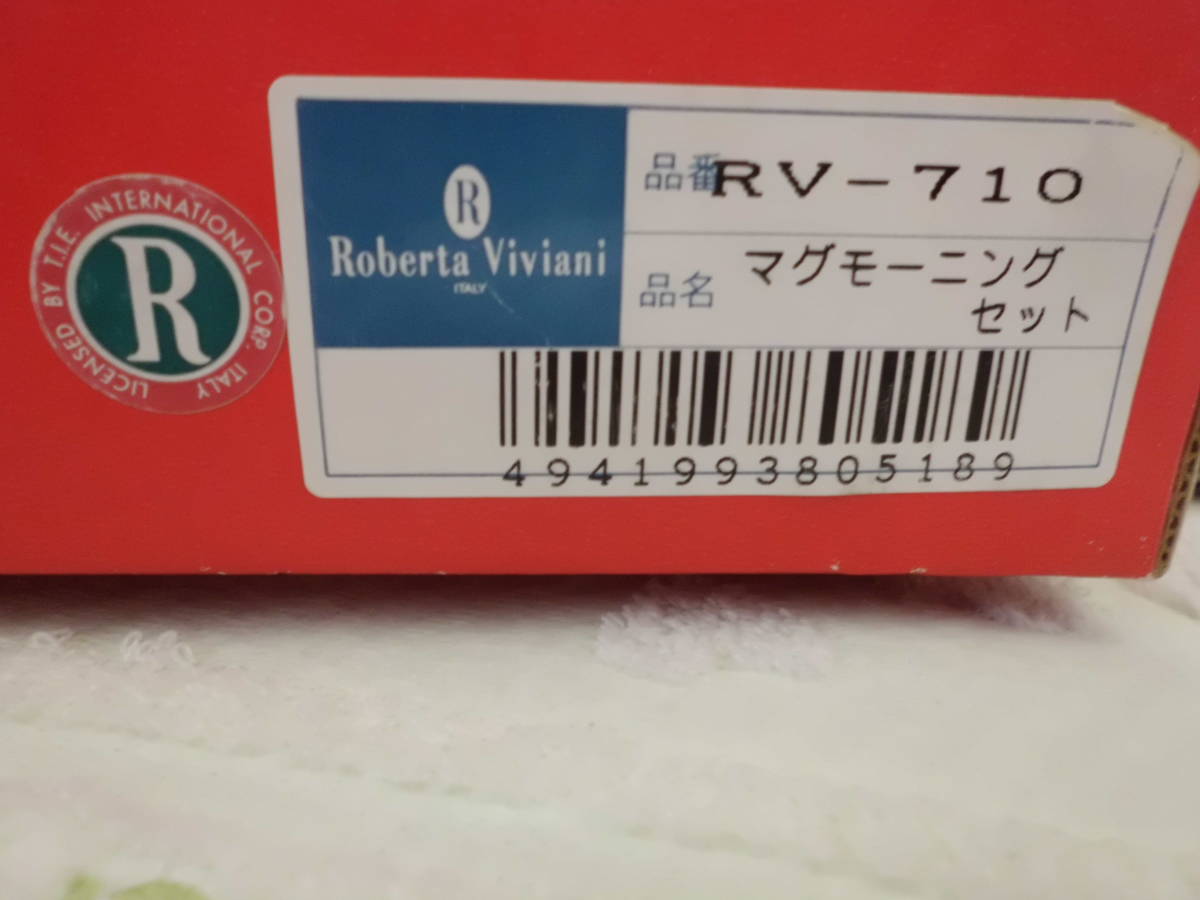 LICENSED BY T.I.E. INTERNATIONAL CORP. ITALY
R
R
Roberta Viviani
ITALY
品番 RV-710
品名 マグモーニング
セット
4941993805189